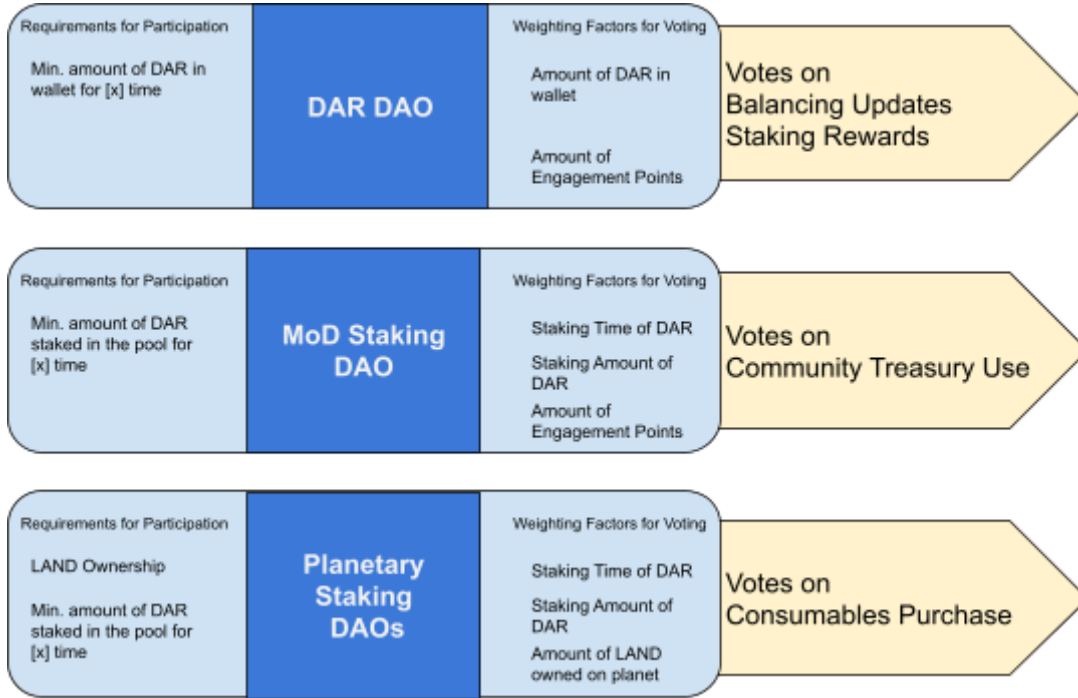 Requirements for Participation
Min. amount of DAR in
wallet for [x] time
DAR DAO
Weighting Factors for Voting
Amount of DAR in
wallet
Amount of
Engagement Points
Votes on
Balancing Updates
Staking Rewards
Requirements for Participation
Min. amount of DAR
staked in the pool for
[x] time
MoD Staking
DAO
Weighting Factors for Voting
Staking Time of DAR
Staking Amount of
DAR
Amount of
Engagement Points
Votes on
Community Treasury Use
Requirements for Participation
LAND Ownership
Min. amount of DAR
staked in the pool for
[x] time
Planetary
Staking
DAOs
Weighting Factors for Voting
Staking Time of DAR
Staking Amount of
DAR
Amount of LAND
owned on planet
Votes on
Consumables Purchase